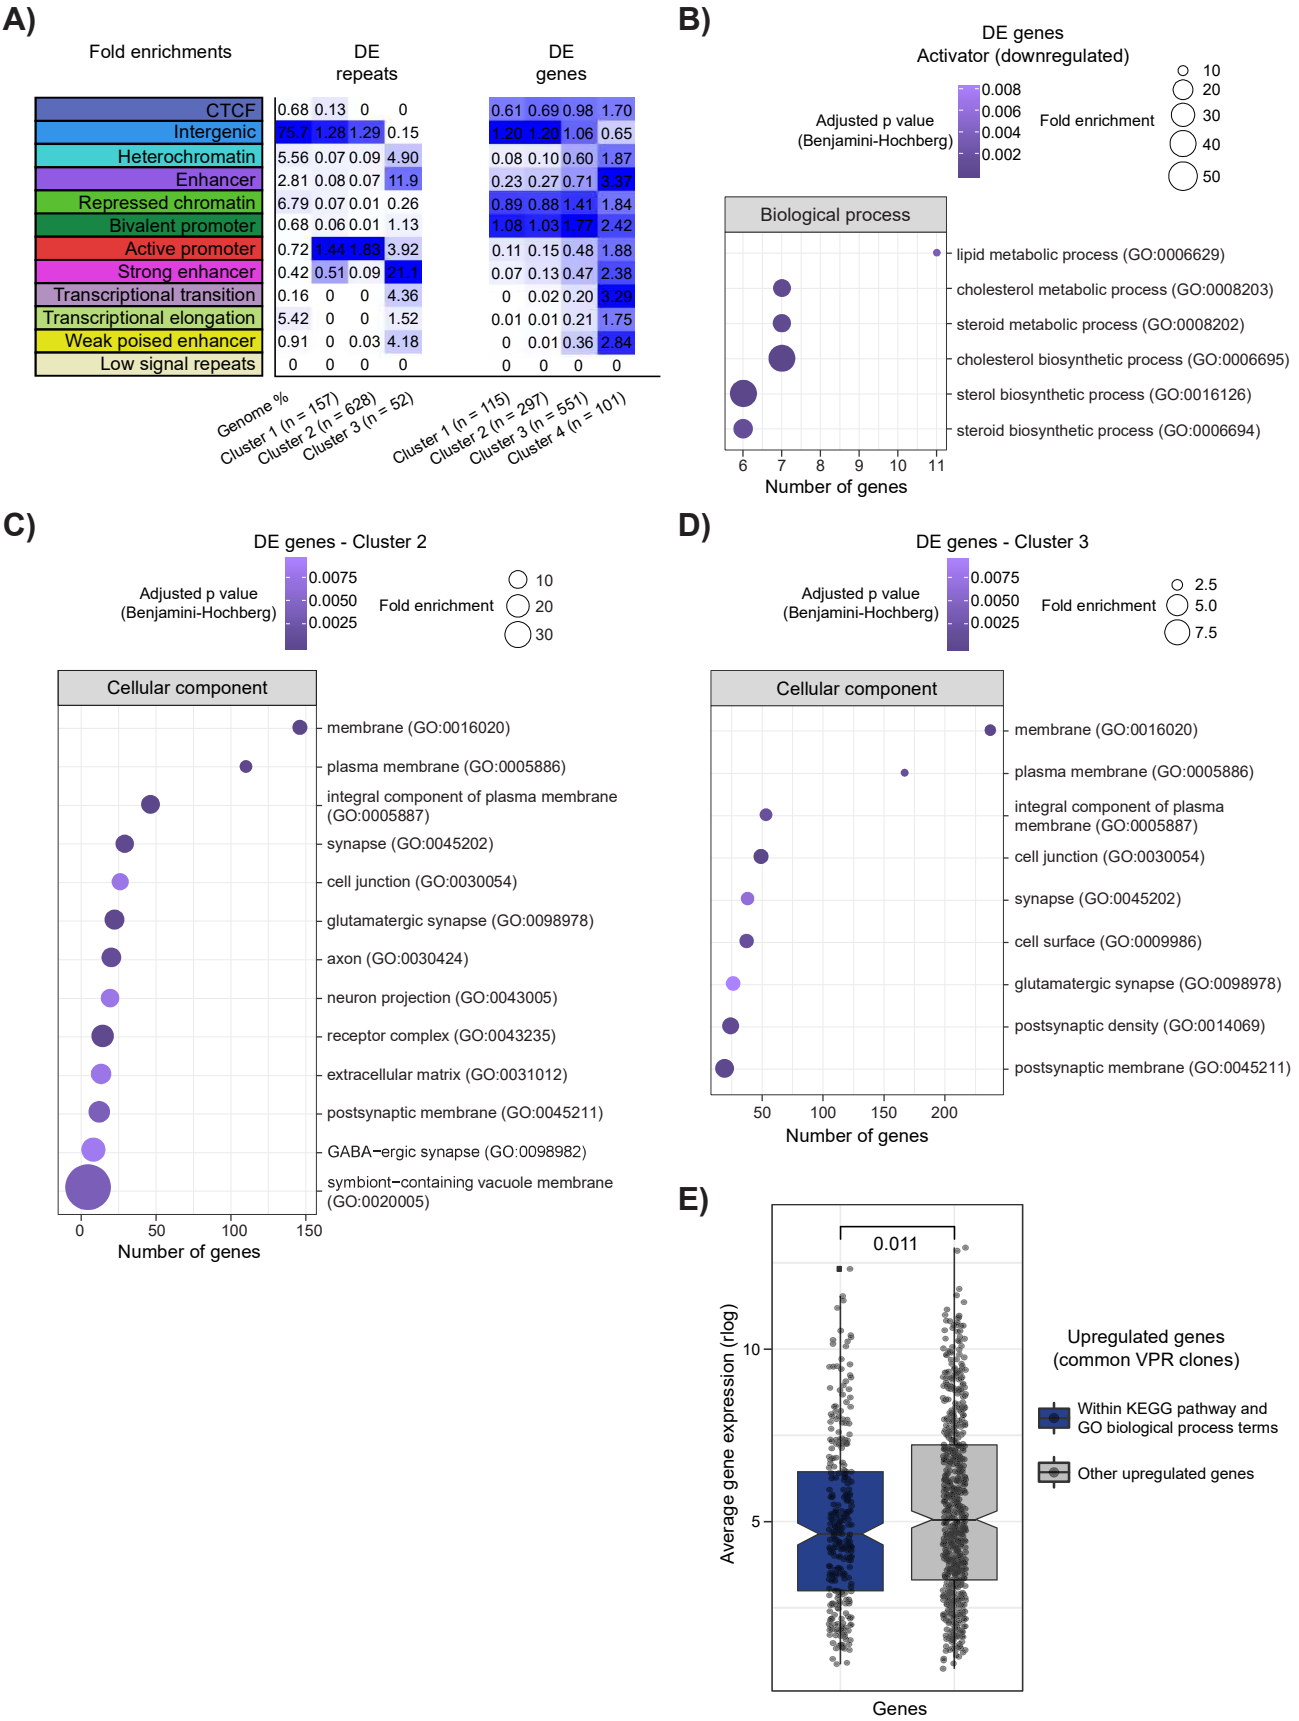 A)
Fold enrichments
DE
repeats
DE
genes
CTCF 0.68 0.13 0 0 0.61 0.69 0.98 1.70
Intergenic 75.7 1.28 1.29 0.15 1.20 1.20 1.06 0.65
Heterochromatin 5.56 0.07 0.09 4.90 0.08 0.10 0.60 1.87
Enhancer 2.81 0.08 0.07 11.9 0.23 0.27 0.71 3.37
Repressed chromatin 6.79 0.07 0.01 0.26 0.89 0.88 1.41 1.84
Bivalent promoter 0.68 0.06 0.01 1.13 1.08 1.03 1.77 2.42
Active promoter 0.72 1.44 1.83 3.92 0.11 0.15 0.48 1.88
Strong enhancer 0.42 0.51 0.09 21.1 0.07 0.13 0.47 2.38
Transcriptional transition 0.16 0 0 4.36 0 0.02 0.20 3.29
Transcriptional elongation 5.42 0 0 1.52 0.01 0.01 0.21 1.75
Weak poised enhancer 0.91 0 0.03 4.18 0 0.01 0.36 2.84
Low signal repeats 0 0 0 0 0 0 0 0
Genome %
Cluster 1 (n = 157)
Cluster 2 (n = 628)
Cluster 3 (n = 52)
Cluster 1 (n = 115)
Cluster 2 (n = 297)
Cluster 3 (n = 551)
Cluster 4 (n = 101)
B)
DE genes
Activator (downregulated)
Adjusted p value
(Benjamini-Hochberg)
0.008
0.006
0.004
0.002
Fold enrichment
10
20
30
40
50
Biological process
lipid metabolic process (GO:0006629)
cholesterol metabolic process (GO:0008203)
steroid metabolic process (GO:0008202)
cholesterol biosynthetic process (GO:0006695)
sterol biosynthetic process (GO:0016126)
steroid biosynthetic process (GO:0006694)
6 7 8 9 10 11
Number of genes
C)
DE genes - Cluster 2
Adjusted p value
(Benjamini-Hochberg)
0.0075
0.0050
0.0025
Fold enrichment
10
20
30
Cellular component
membrane (GO:0016020)
plasma membrane (GO:0005886)
integral component of plasma membrane
(GO:0005887)
synapse (GO:0045202)
cell junction (GO:0030054)
glutamatergic synapse (GO:0098978)
axon (GO:0030424)
neuron projection (GO:0043005)
receptor complex (GO:0043235)
extracellular matrix (GO:0031012)
postsynaptic membrane (GO:0045211)
GABA−ergic synapse (GO:0098982)
symbiont−containing vacuole membrane
(GO:0020005)
0 50 100 150
Number of genes
D)
DE genes - Cluster 3
Adjusted p value
(Benjamini-Hochberg)
0.0075
0.0050
0.0025
Fold enrichment
2.5
5.0
7.5
Cellular component
membrane (GO:0016020)
plasma membrane (GO:0005886)
integral component of plasma
membrane (GO:0005887)
cell junction (GO:0030054)
synapse (GO:0045202)
cell surface (GO:0009986)
glutamatergic synapse (GO:0098978)
postsynaptic density (GO:0014069)
postsynaptic membrane (GO:0045211)
50 100 150 200
Number of genes
E)
0.011
Average gene expression (rlog)
10
5
Genes
Upregulated genes
(common VPR clones)
Within KEGG pathway and
GO biological process terms
Other upregulated genes